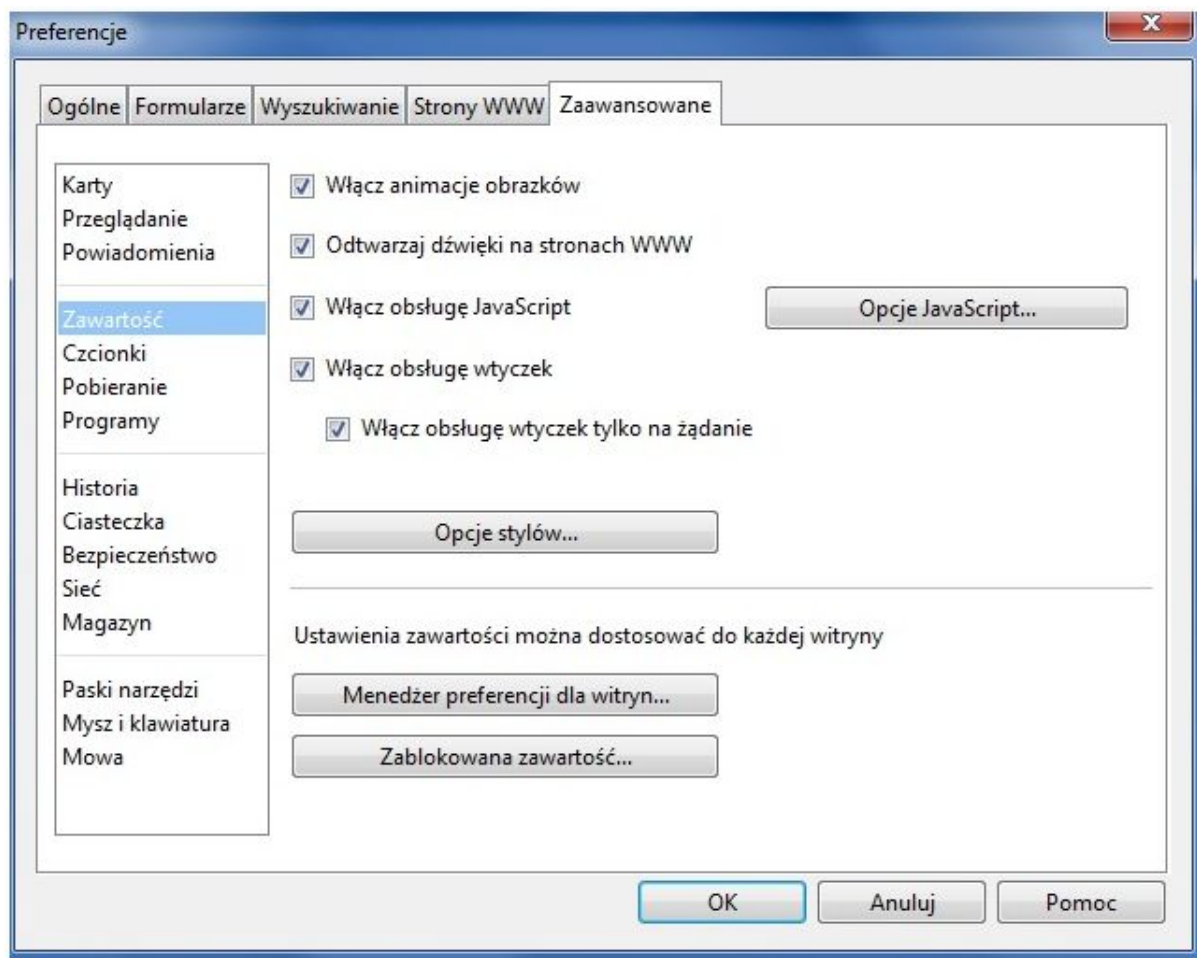 Preferencje
Ogólne Formularze Wyszukiwanie Strony WWW Zaawansowane
Karty
Przeglądanie
Powiadomienia
Zawartość
Czcionki
Pobieranie
Programy
Historia
Ciasteczka
Bezpieczeństwo
Sieć
Magazyn
Paski narzędzi
Mysz i klawiatura
Mowa
Włącz animacje obrazków
Odtwarzaj dźwięki na stronach WWW
Włącz obsługę JavaScript Opcje JavaScript...
Włącz obsługę wtyczek
Włącz obsługę wtyczek tylko na żądanie
Opcje stylów...
Ustawienia zawartości można dostosować do każdej witryny
Menedżer preferencji dla witryn...
Zablokowana zawartość...
OK Anuluj Pomoc